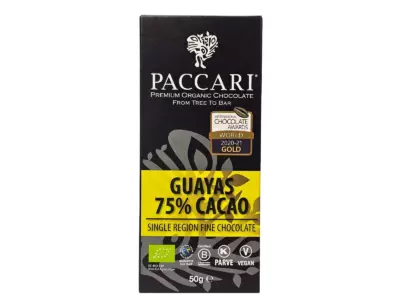 PACCARI®
PREMIUM ORGANIC CHOCOLATE
FROM TREE TO BAR
INTERNATIONAL
CHOCOLATE
AWARDS
WORLD
2020-21
GOLD
GUAYAS
75% CACAO
SINGLE REGION FINE CHOCOLATE
PARVE
VEGAN
50g ℮